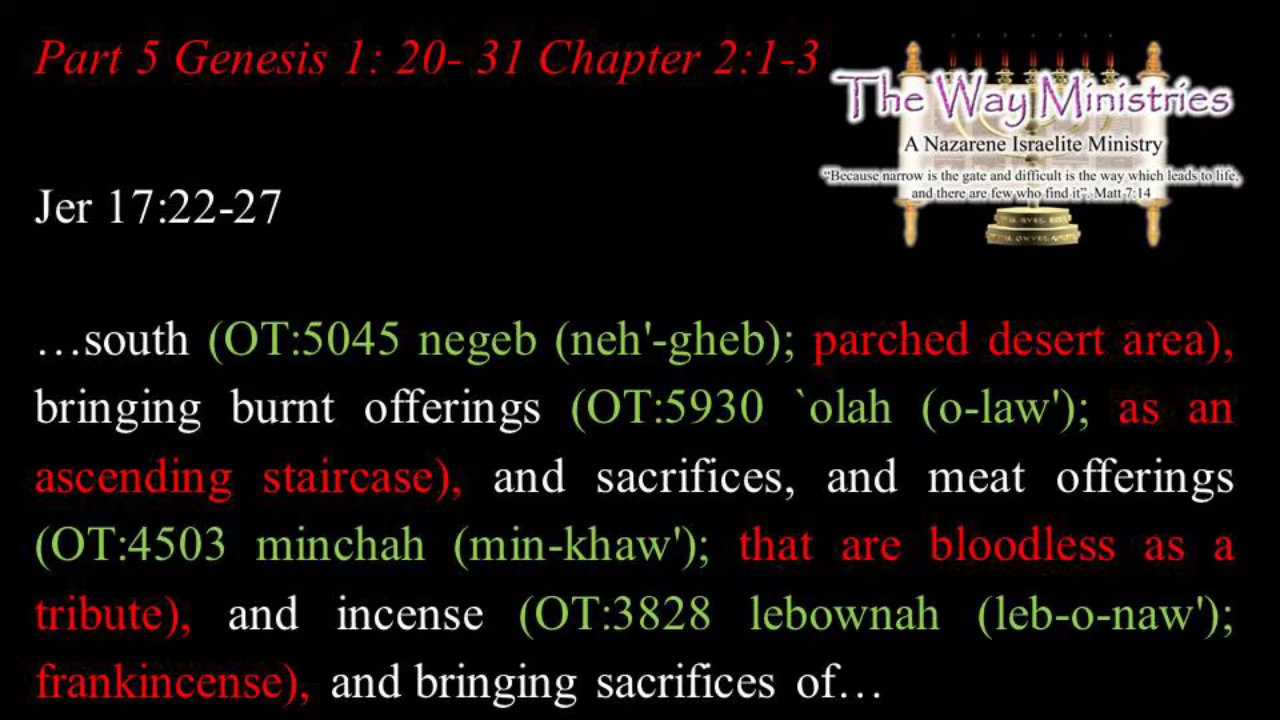 Part 5 Genesis 1: 20- 31 Chapter 2:1-3
The Way Ministries
A Nazarene Israelite Ministry
“Because narrow is the gate and difficult is the way which leads to life,
and there are few who find it”. Matt 7:14
Jer 17:22-27
…south (OT:5045 negeb (neh'-gheb); parched desert area),
bringing burnt offerings (OT:5930 `olah (o-law'); as an
ascending staircase), and sacrifices, and meat offerings
(OT:4503 minchah (min-khaw'); that are bloodless as a
tribute), and incense (OT:3828 lebownah (leb-o-naw');
frankincense), and bringing sacrifices of…